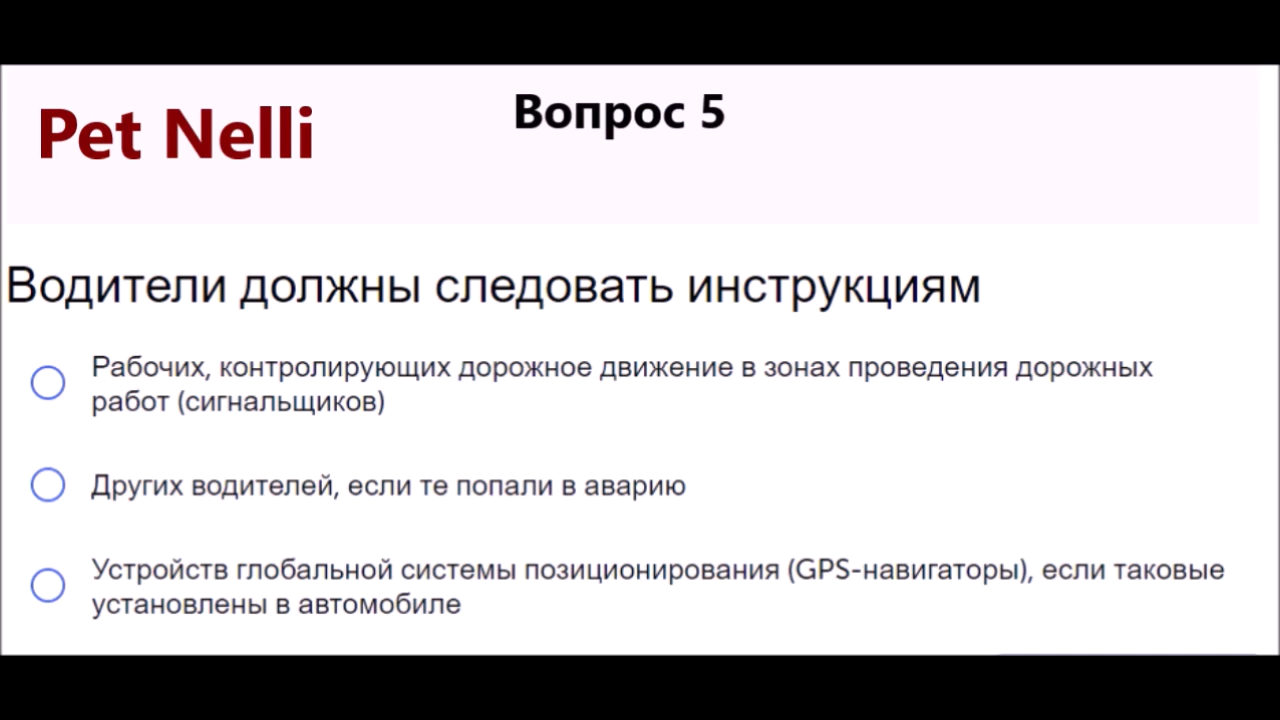 Pet Nelli
Вопрос 5
Водители должны следовать инструкциям
Рабочих, контролирующих дорожное движение в зонах проведения дорожных
работ (сигнальщиков)
Других водителей, если те попали в аварию
Устройств глобальной системы позиционирования (GPS-навигаторы), если таковые
установлены в автомобиле